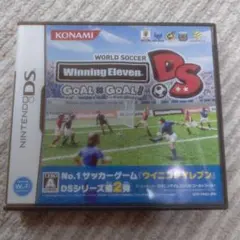 KONAMI
WORLD SOCCER
Winning Eleven
DS
GOAL×GOAL!
NINTENDO DS
No.1サッカーゲーム『ウイニングイレブン』
DSシリーズ第2弾
A